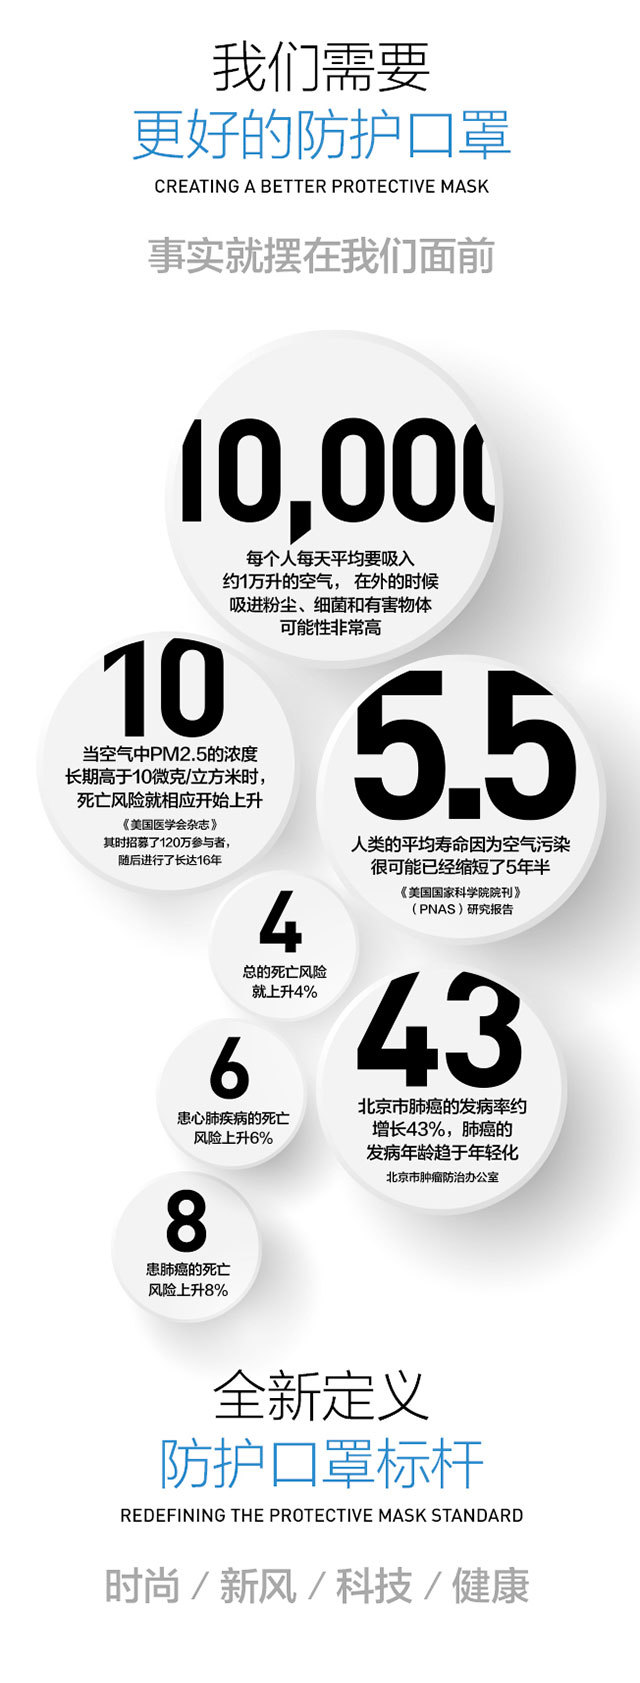 我们需要
更好的防护口罩
CREATING A BETTER PROTECTIVE MASK
事实就摆在我们面前
10,000
每个人每天平均要吸入
约1万升的空气，在外的时候
吸进粉尘、细菌和有害物体
可能性非常高
10
当空气中PM2.5的浓度
长期高于10微克/立方米时，
死亡风险就相应开始上升
《美国医学会杂志》
其时招募了120万参与者，
随后进行了长达16年
5.5
人类的平均寿命因为空气污染
很可能已经缩短了5年半
《美国国家科学院院刊》
（PNAS）研究报告
4
总的死亡风险
就上升4%
43
北京市肺癌的发病率约
增长43%，肺癌的
发病年龄趋于年轻化
北京市肿瘤防治办公室
6
患心肺疾病的死亡
风险上升6%
8
患肺癌的死亡
风险上升8%
全新定义
防护口罩标杆
REDEFINING THE PROTECTIVE MASK STANDARD
时尚 / 新风 / 科技 / 健康